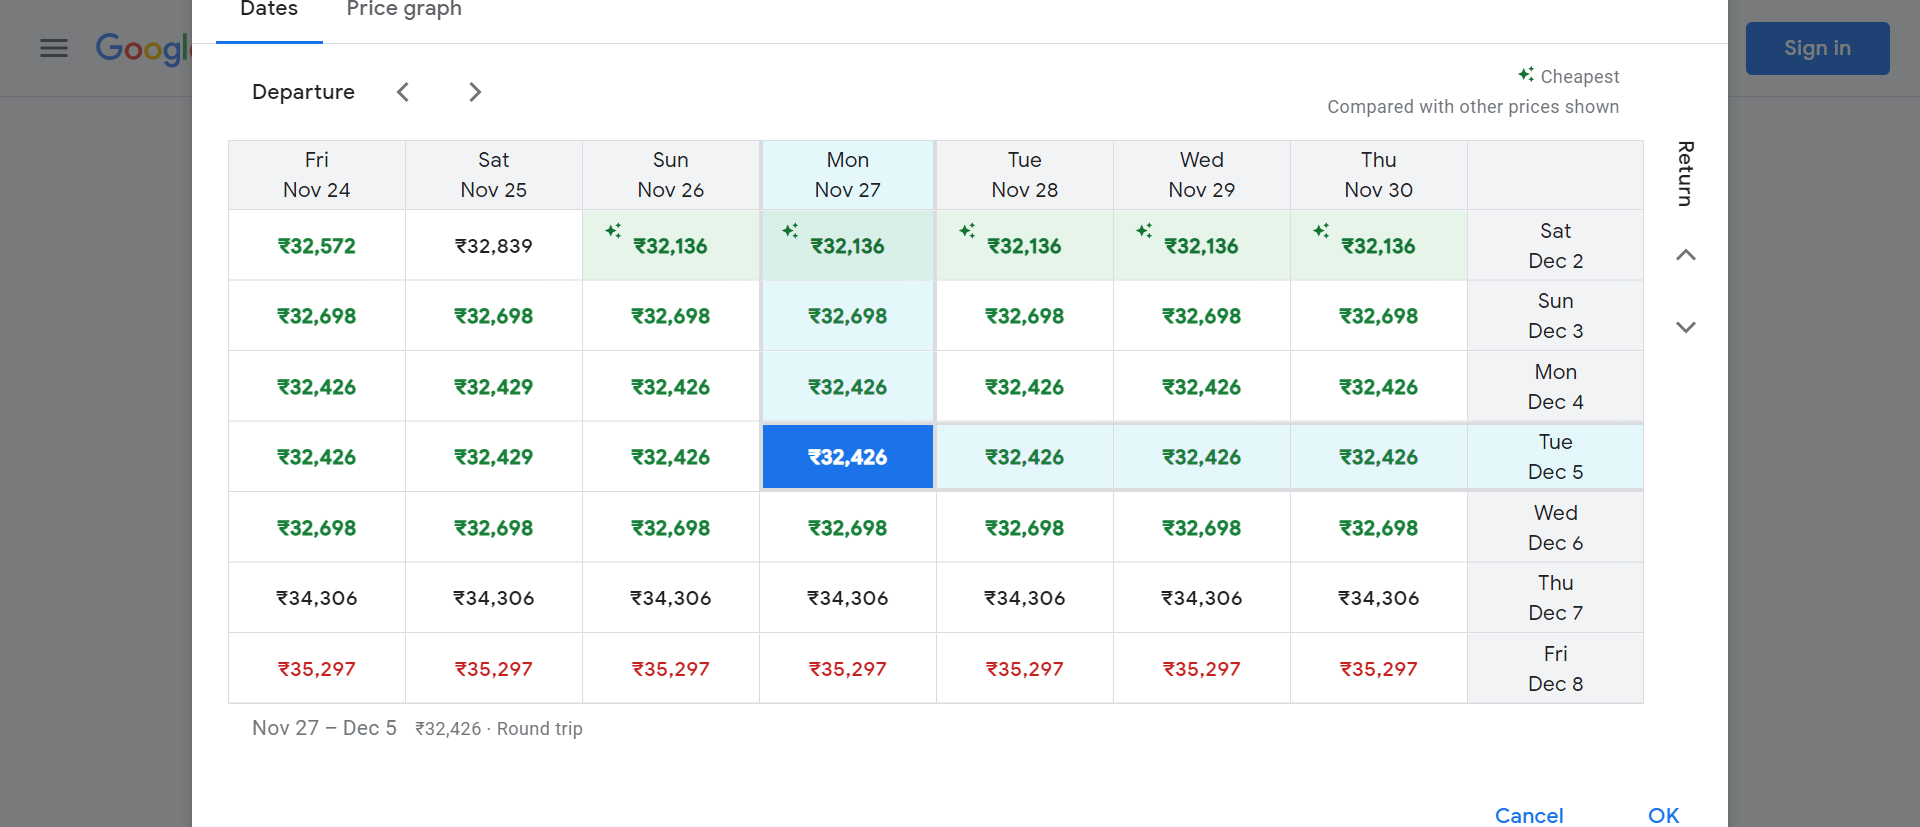 Dates Price graph
Google
Sign in
Departure
Cheapest
Compared with other prices shown
Return
Fri Sat Sun Mon Tue Wed Thu
Nov 24 Nov 25 Nov 26 Nov 27 Nov 28 Nov 29 Nov 30
₹32,572 ₹32,839 ₹32,136 ₹32,136 ₹32,136 ₹32,136 ₹32,136 Sat Dec 2
₹32,698 ₹32,698 ₹32,698 ₹32,698 ₹32,698 ₹32,698 ₹32,698 Sun Dec 3
₹32,426 ₹32,429 ₹32,426 ₹32,426 ₹32,426 ₹32,426 ₹32,426 Mon Dec 4
₹32,426 ₹32,429 ₹32,426 ₹32,426 ₹32,426 ₹32,426 ₹32,426 Tue Dec 5
₹32,698 ₹32,698 ₹32,698 ₹32,698 ₹32,698 ₹32,698 ₹32,698 Wed Dec 6
₹34,306 ₹34,306 ₹34,306 ₹34,306 ₹34,306 ₹34,306 ₹34,306 Thu Dec 7
₹35,297 ₹35,297 ₹35,297 ₹35,297 ₹35,297 ₹35,297 ₹35,297 Fri Dec 8
Nov 27 – Dec 5 ₹32,426 · Round trip
Cancel OK